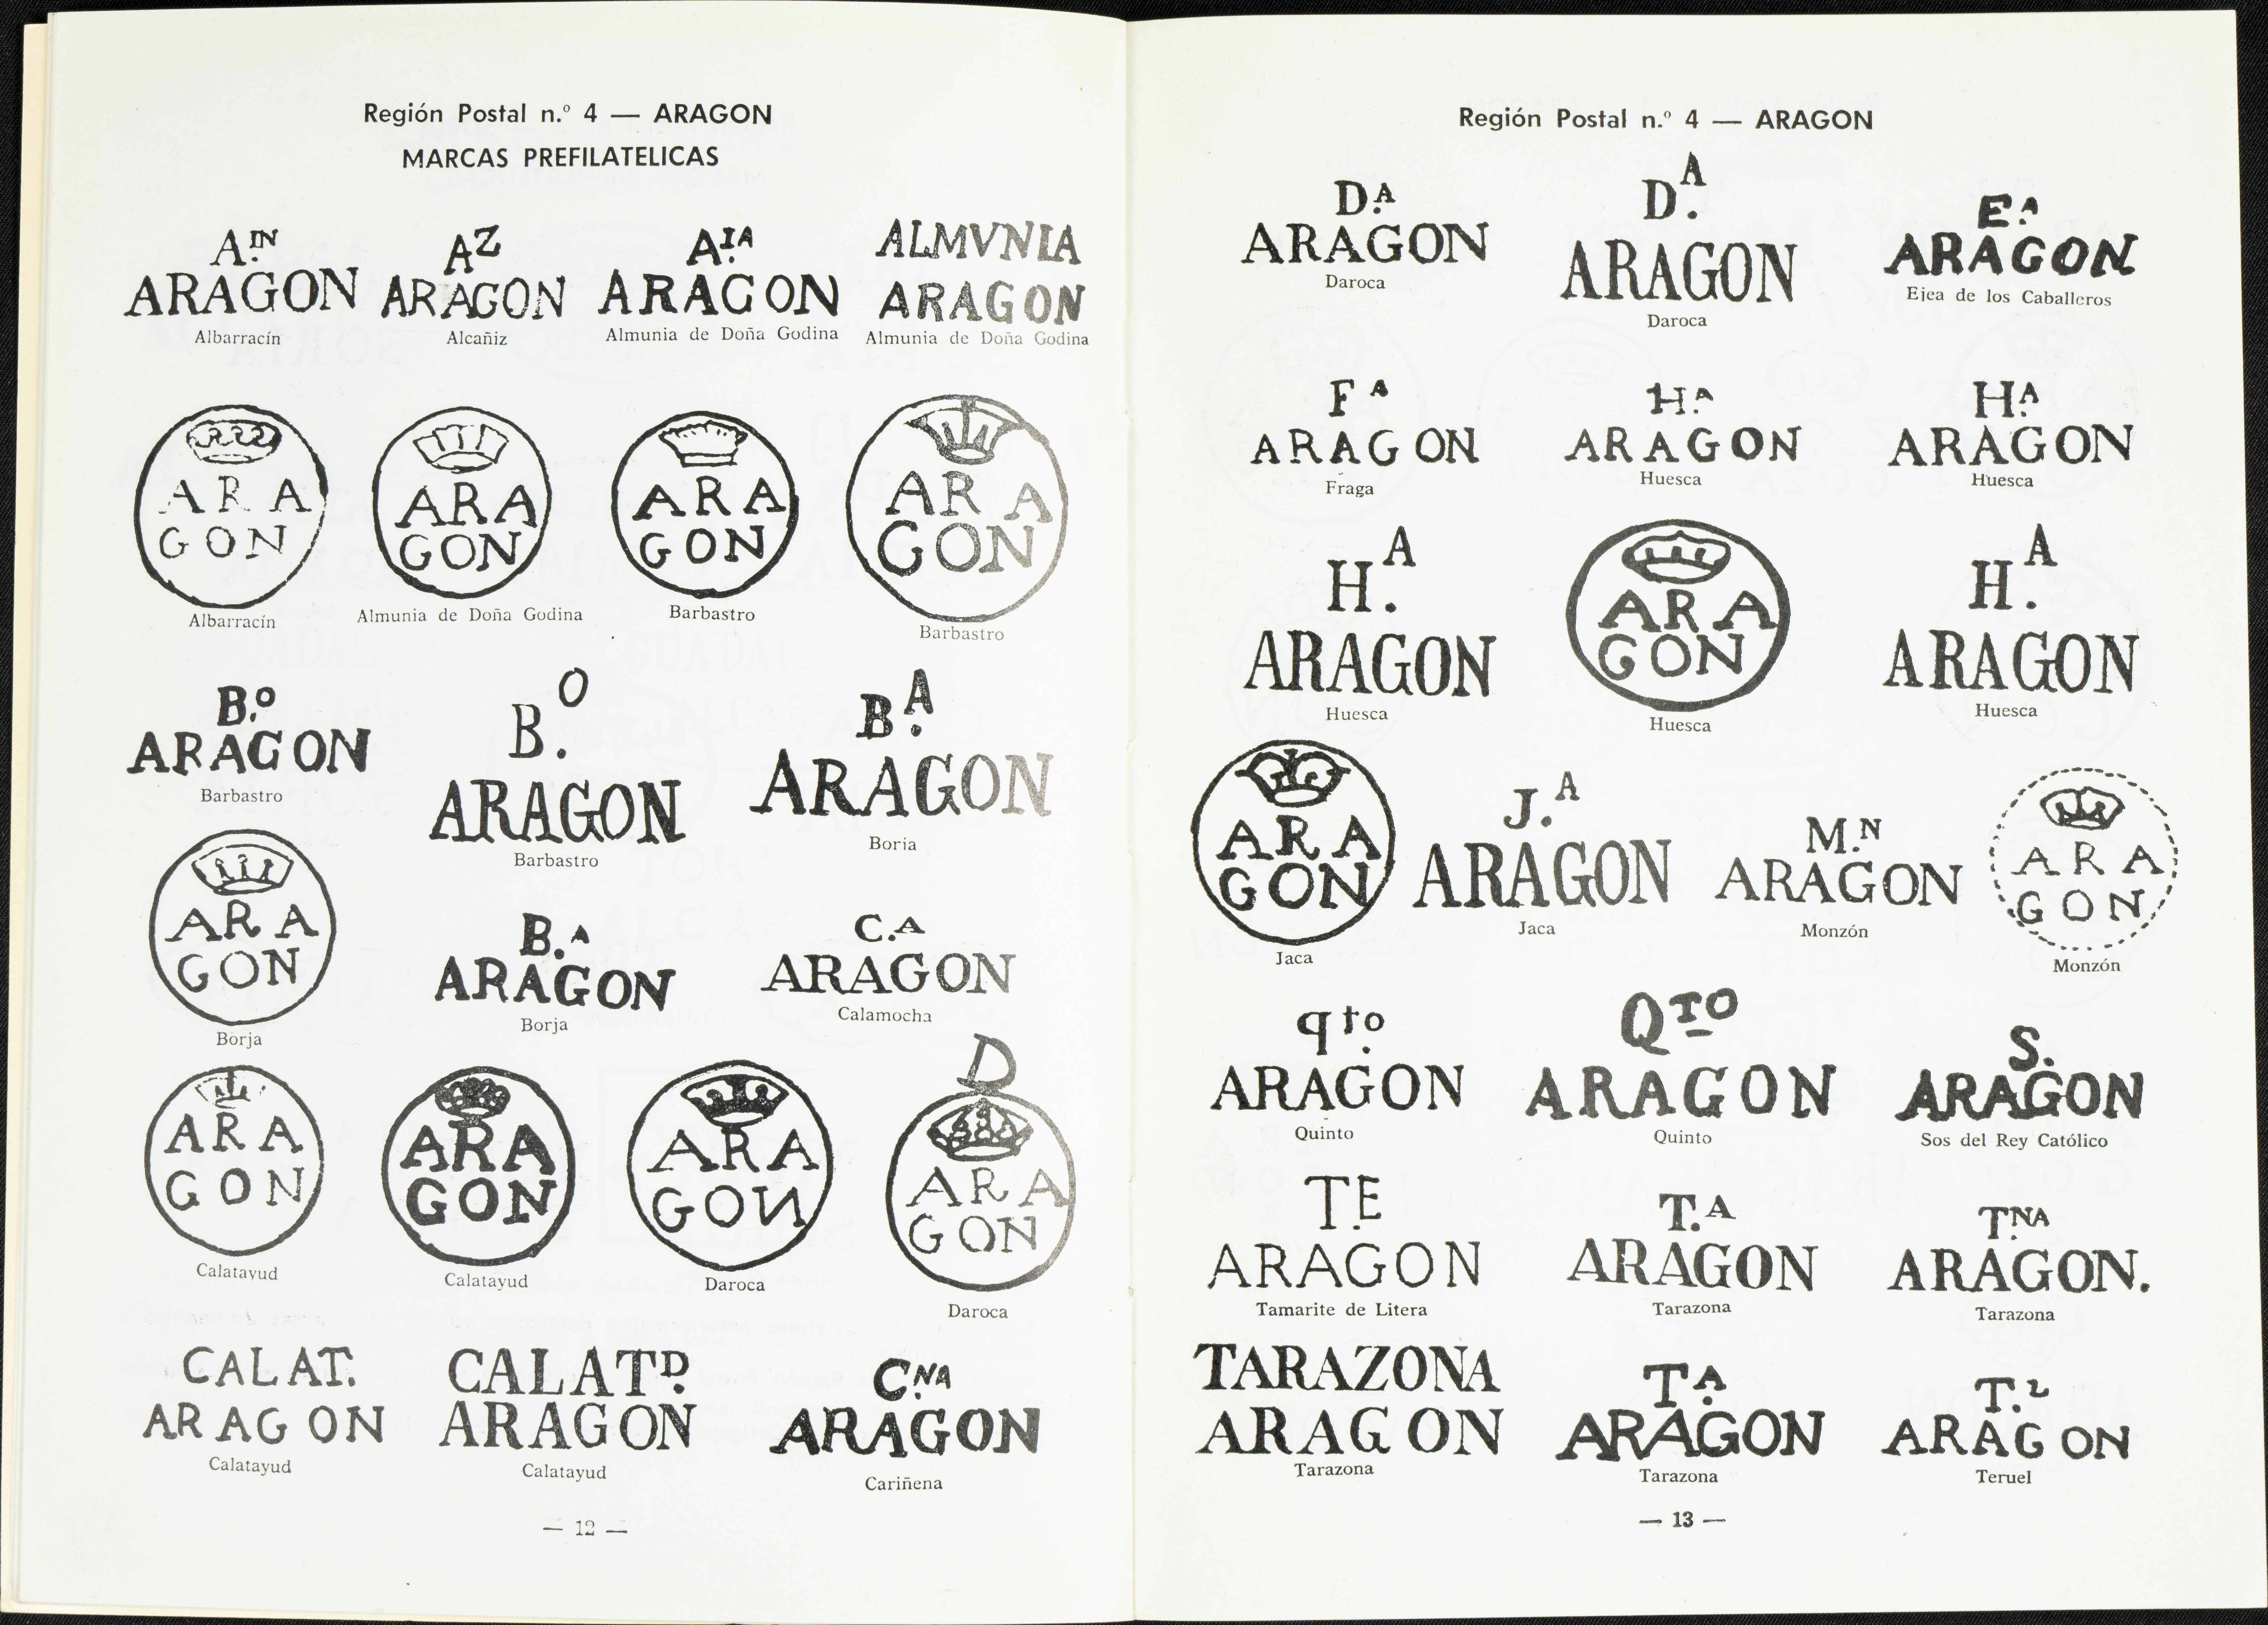 Región Postal n.º 4 — ARAGON
MARCAS PREFILATELICAS
A.IN
ARAGON
Albarracín
AZ
ARAGON
Alcañiz
A.IA
ARAGON
Almunia de Doña Godina
ALMVNIA
ARAGON
Almunia de Doña Godina
ARA
GON
Albarracín
ARA
GON
Almunia de Doña Godina
ARA
GON
Barbastro
ARA
GON
Barbastro
B.O
ARAGON
Barbastro
B.O
ARAGON
Barbastro
B.A
ARAGON
Boria
ARA
GON
Borja
B.A
ARAGON
Borja
C.A
ARAGON
Calamocha
ARA
GON
Calatayud
ARA
GON
Calatayud
ARA
GON
Daroca
D
ARA
GON
Daroca
CALAT.
ARAGON
Calatayud
CALATD.
ARAGON
Calatayud
C.NA
ARAGON
Cariñena
— 12 —
Región Postal n.º 4 — ARAGON
D.A
ARAGON
Daroca
D.A
ARAGON
Daroca
E.A
ARAGON
Ejea de los Caballeros
FA
ARAGON
Fraga
H.A
ARAGON
Huesca
H.A
ARAGON
Huesca
H.A
ARAGON
Huesca
ARA
GON
Huesca
H.A
ARAGON
Huesca
ARA
GON
Jaca
J.A
ARAGON
Jaca
M.N
ARAGON
Monzón
ARA
GON
Monzón
qto.
ARAGON
Quinto
QTO
ARAGON
Quinto
S.
ARAGON
Sos del Rey Católico
T.E
ARAGON
Tamarite de Litera
T.A
ARAGON
Tarazona
T.NA
ARAGON.
Tarazona
TARAZONA
ARAGON
Tarazona
T.A
ARAGON
Tarazona
T.L
ARAGON
Teruel
— 13 —